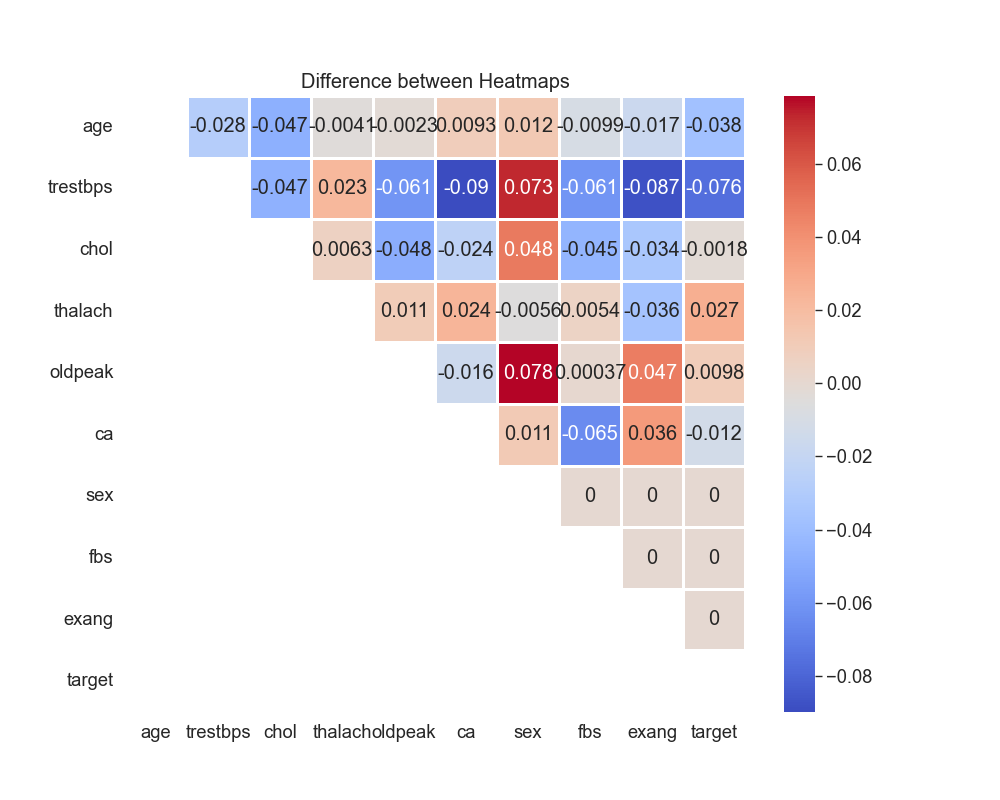 Difference between Heatmaps
age -0.028 -0.047 -0.0041 -0.0023 0.0093 0.012 -0.0099 -0.017 -0.038
trestbps -0.047 0.023 -0.061 -0.09 0.073 -0.061 -0.087 -0.076
chol 0.0063 -0.048 -0.024 0.048 -0.045 -0.034 -0.0018
thalach 0.011 0.024 -0.0056 0.0054 -0.036 0.027
oldpeak -0.016 0.078 0.00037 0.047 0.0098
ca 0.011 -0.065 0.036 -0.012
sex 0 0 0
fbs 0 0
exang 0
target
age trestbps chol thalach oldpeak ca sex fbs exang target
0.06
0.04
0.02
0.00
−0.02
−0.04
−0.06
−0.08